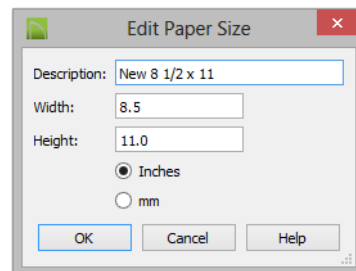 Edit Paper Size
Description: New 8 1/2 x 11
Width: 8.5
Height: 11.0
Inches
mm
OK Cancel Help